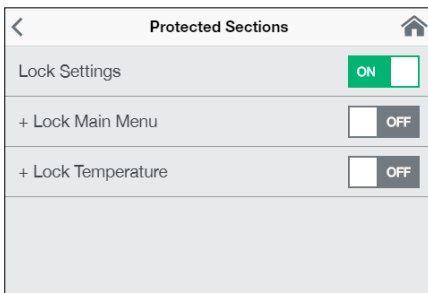 Protected Sections
Lock Settings
ON
+ Lock Main Menu
OFF
+ Lock Temperature
OFF